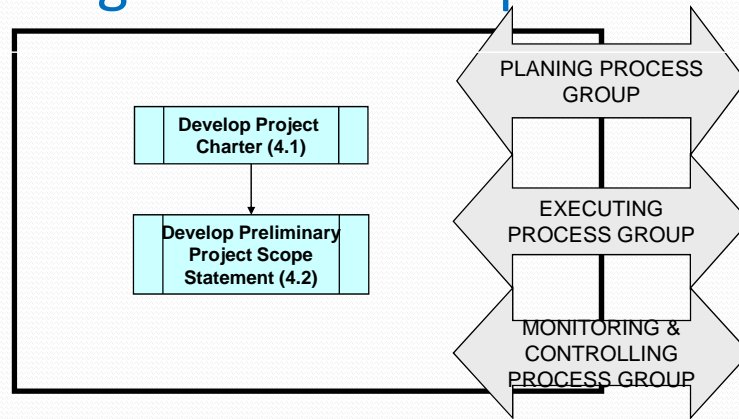 Develop Project
Charter (4.1)
Develop Preliminary
Project Scope
Statement (4.2)
PLANING PROCESS
GROUP
EXECUTING
PROCESS GROUP
MONITORING &
CONTROLLING
PROCESS GROUP